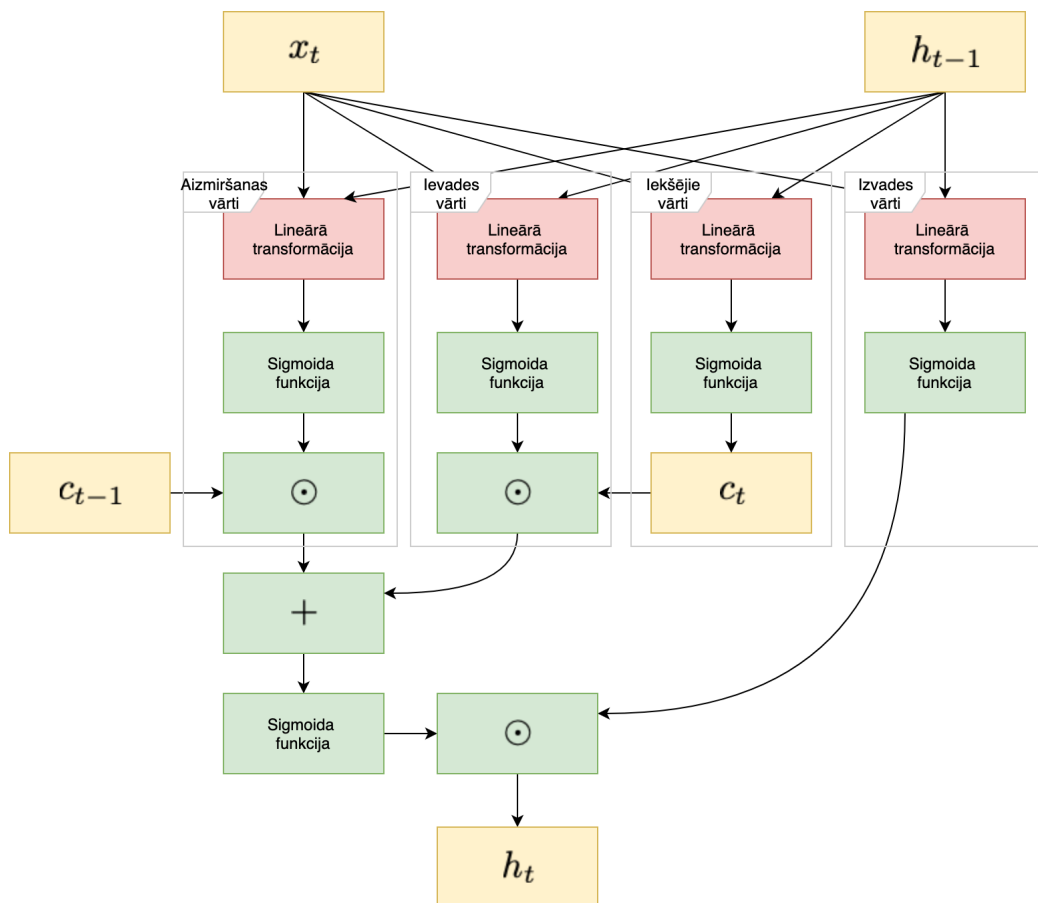 x_t
h_{t-1}
Aizmiršanas
vārti
Ievades
vārti
Iekšējie
vārti
Izvades
vārti
Lineārā
transformācija
Lineārā
transformācija
Lineārā
transformācija
Lineārā
transformācija
Sigmoida
funkcija
Sigmoida
funkcija
Sigmoida
funkcija
Sigmoida
funkcija
c_{t-1}
⊙
⊙
c_t
+
Sigmoida
funkcija
⊙
h_t